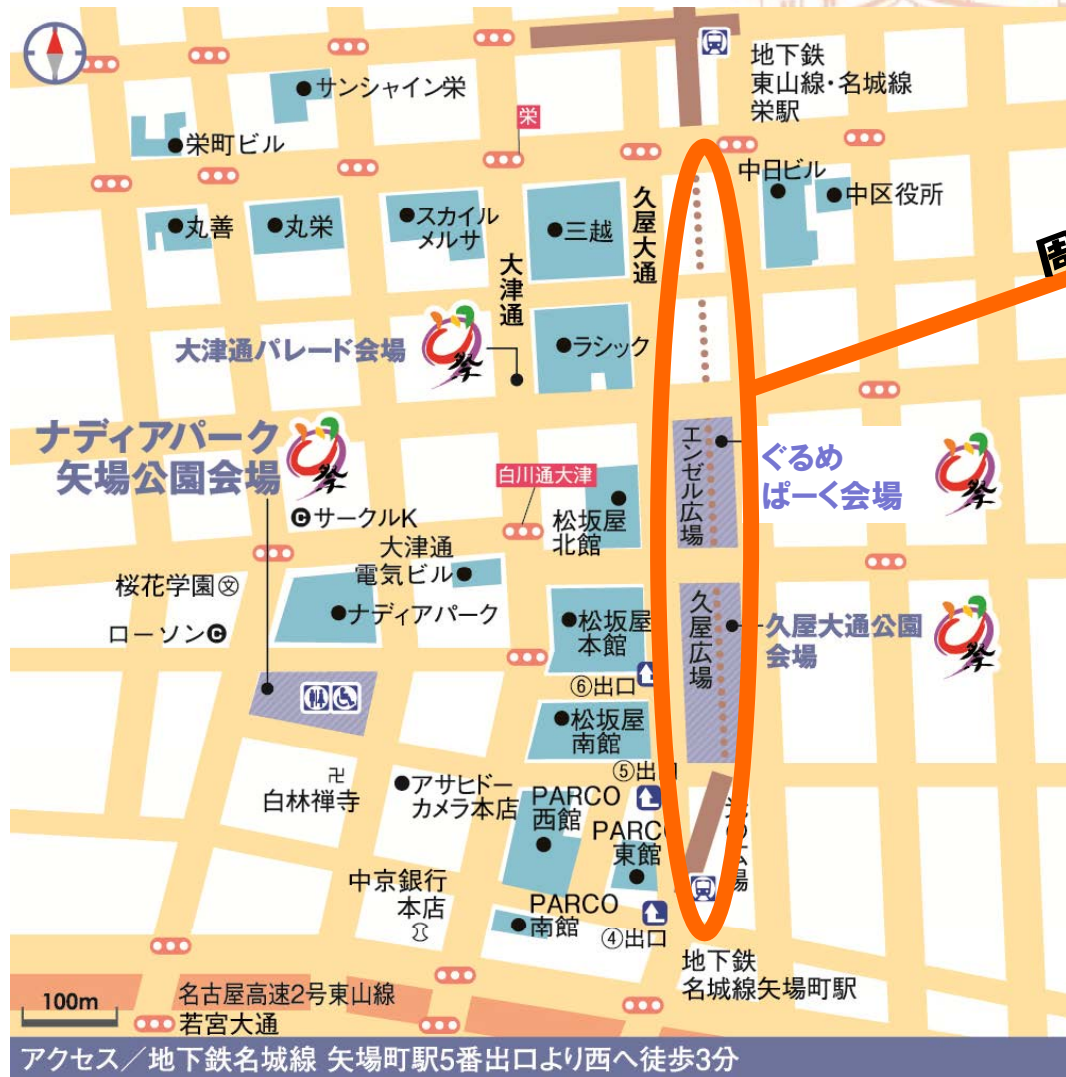 地下鉄
東山線・名城線
栄駅
サンシャイン栄
栄
栄町ビル
中日ビル
中区役所
丸善
丸栄
スカイル
メルサ
三越
久屋大通
大津通
周
大津通パレード会場
祭
ラシック
ナディアパーク
矢場公園会場
祭
エンゼル広場
ぐるめ
ぱーく会場
祭
白川通大津
松坂屋
北館
サークルK
大津通
電気ビル
桜花学園
文
ナディアパーク
ローソン
松坂屋
本館
久屋広場
久屋大通公園
会場
祭
⑥出口
松坂屋
南館
⑤出口
卍
白林禅寺
アサヒドー
カメラ本店
PARCO
西館
PARCO
東館
の広場
中京銀行
本店
PARCO
南館
④出口
地下鉄
名城線矢場町駅
100m
名古屋高速2号東山線
若宮大通
アクセス/地下鉄名城線 矢場町駅5番出口より西へ徒歩3分